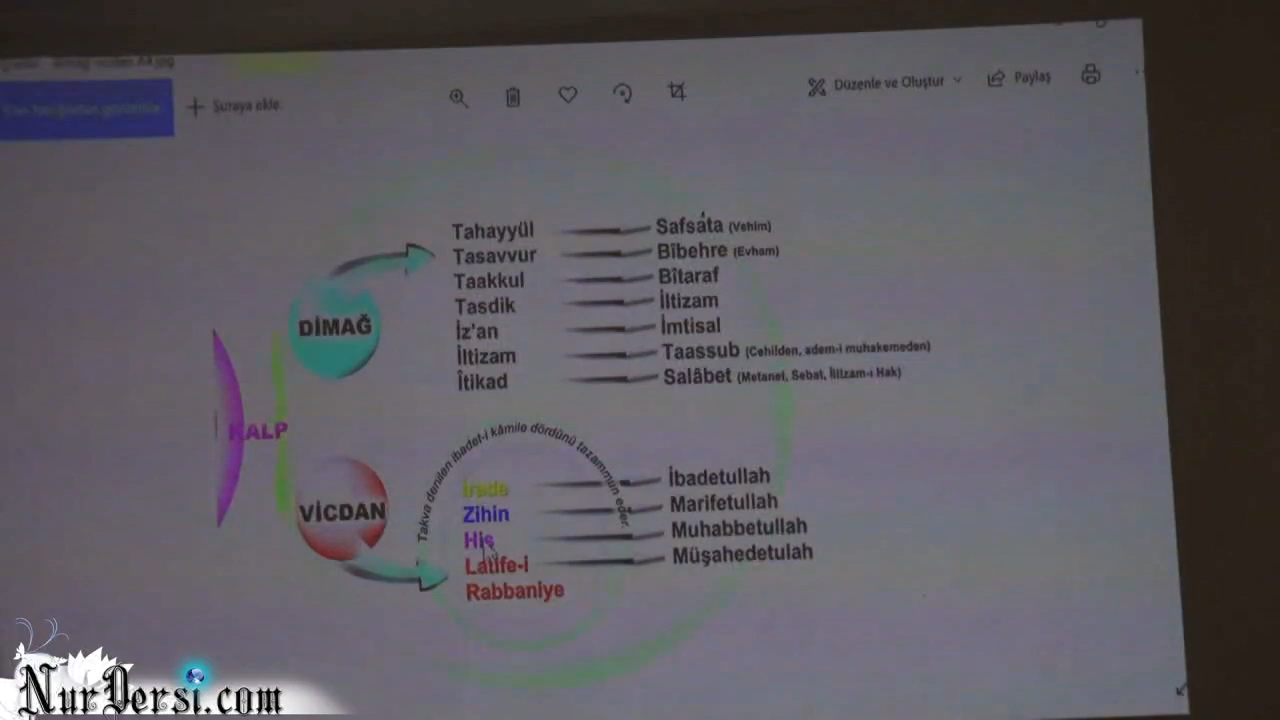 Şuraya ekle
Düzenle ve Oluştur
Paylaş
DİMAĞ
Tahayyül Safsata (Vehim)
Tasavvur Bîbehre (Evham)
Taakkul Bîtaraf
Tasdik İltizam
İz'an İmtisal
İltizam Taassub (Cehilden, adem-i muhakemeden)
Îtikad Salâbet (Metanet, Sebat, İltizam-ı Hak)
KALP
VİCDAN
Takva denilen ibadet-i kâmile dördünü tazammun eder.
İrade İbadetullah
Zihin Marifetullah
His Muhabbetullah
Latife-i Müşahedetulah
Rabbaniye
NurDersi.com